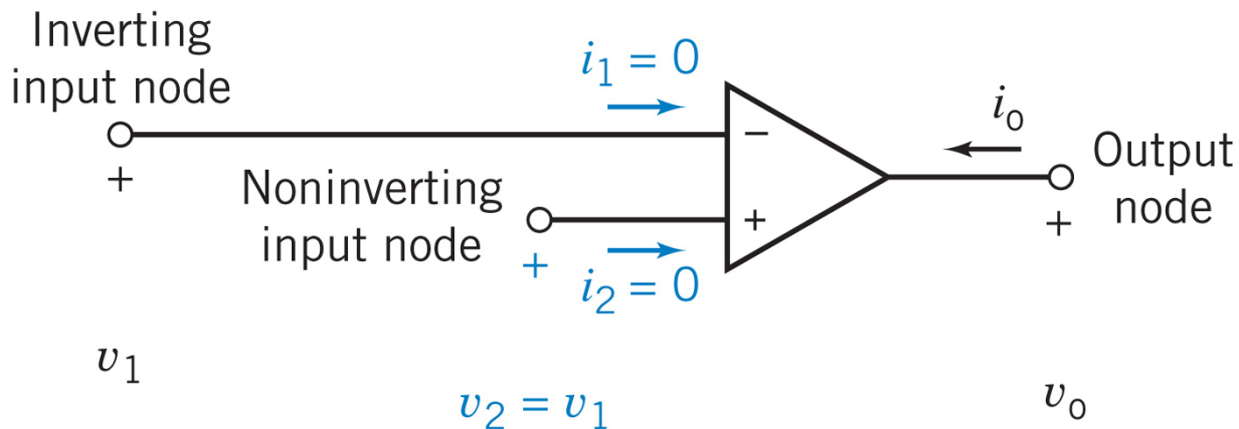 Inverting
input node
+
i₁ = 0
−
iₒ
Output
node
+
Noninverting
input node
+
+
i₂ = 0
v₁
v₂ = v₁
vₒ